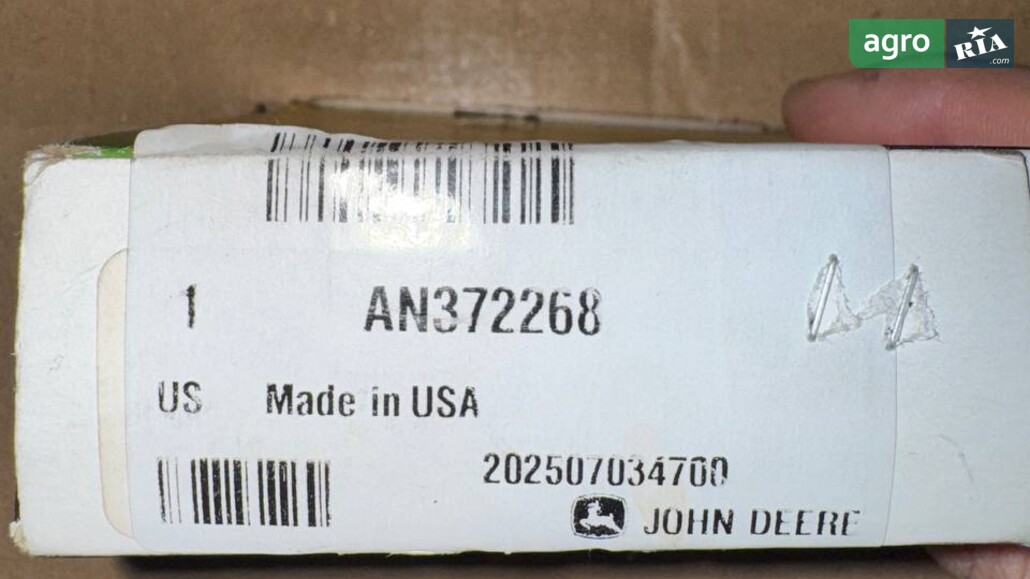 agro RIA .com
1 AN372268
US Made in USA
202507034700
JOHN DEERE